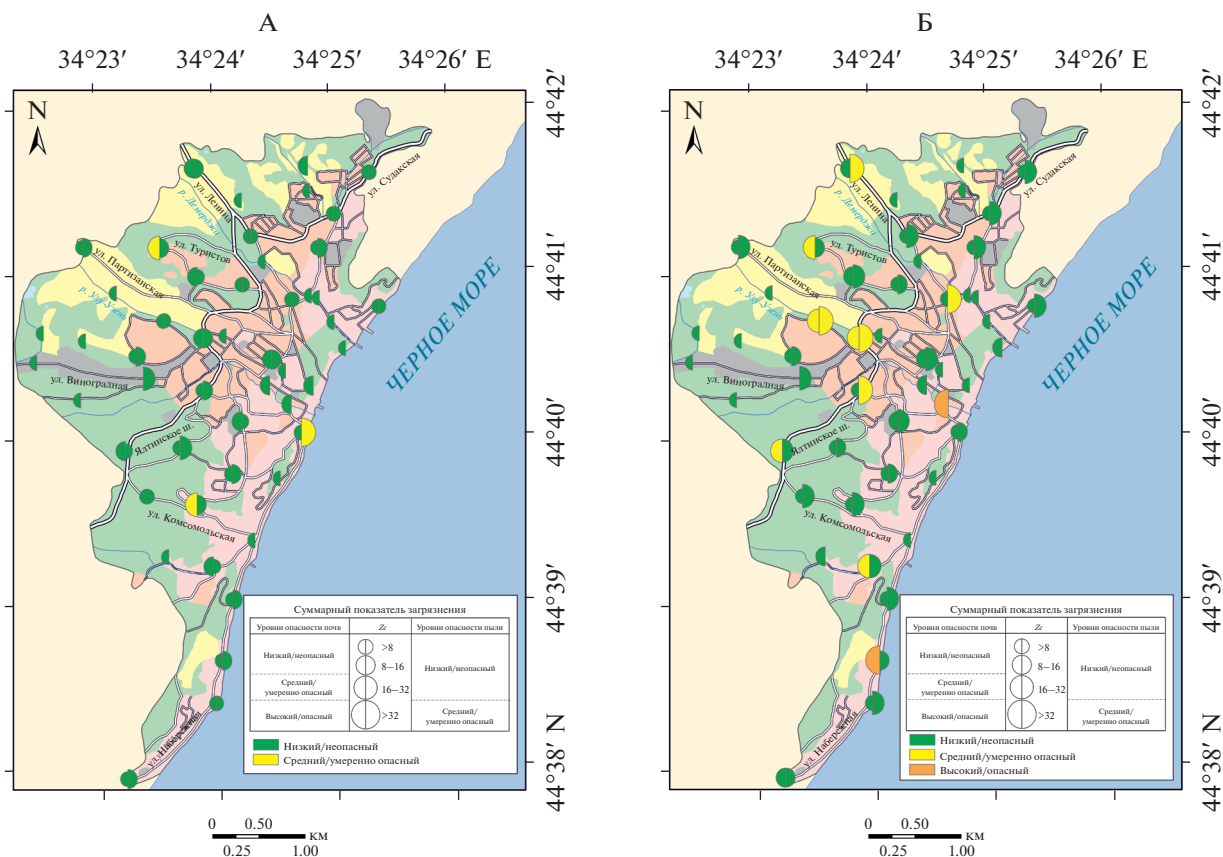 А
34°23′ 34°24′ 34°25′ 34°26′ E
44°42′
44°41′
44°40′
44°39′
44°38′ N
N
ул. Судакская
ул. Ленина
р. Демерджи
ул. Туристов
ул. Партизанская
р. Улу-Узень
ул. Виноградная
Ялтинское ш.
ул. Комсомольская
ул. Набережная
ЧЕРНОЕ МОРЕ
Суммарный показатель загрязнения
Уровни опасности почв Zc Уровни опасности пыли
Низкий/неопасный
Средний/
умеренно опасный
Высокий/опасный
>8
8–16
16–32
>32
Низкий/неопасный
Средний/
умеренно опасный
Низкий/неопасный
Средний/умеренно опасный
0 0.50
км
0.25 1.00
Б
34°23′ 34°24′ 34°25′ 34°26′ E
44°42′
44°41′
44°40′
44°39′
44°38′ N
N
ул. Судакская
ул. Ленина
р. Демерджи
ул. Туристов
ул. Партизанская
р. Улу-Узень
ул. Виноградная
Ялтинское ш.
ул. Комсомольская
ул. Набережная
ЧЕРНОЕ МОРЕ
Суммарный показатель загрязнения
Уровни опасности почв Zc Уровни опасности пыли
Низкий/неопасный
Средний/
умеренно опасный
Высокий/опасный
>8
8–16
16–32
>32
Низкий/неопасный
Средний/
умеренно опасный
Низкий/неопасный
Средний/умеренно опасный
Высокий/опасный
0 0.50
км
0.25 1.00